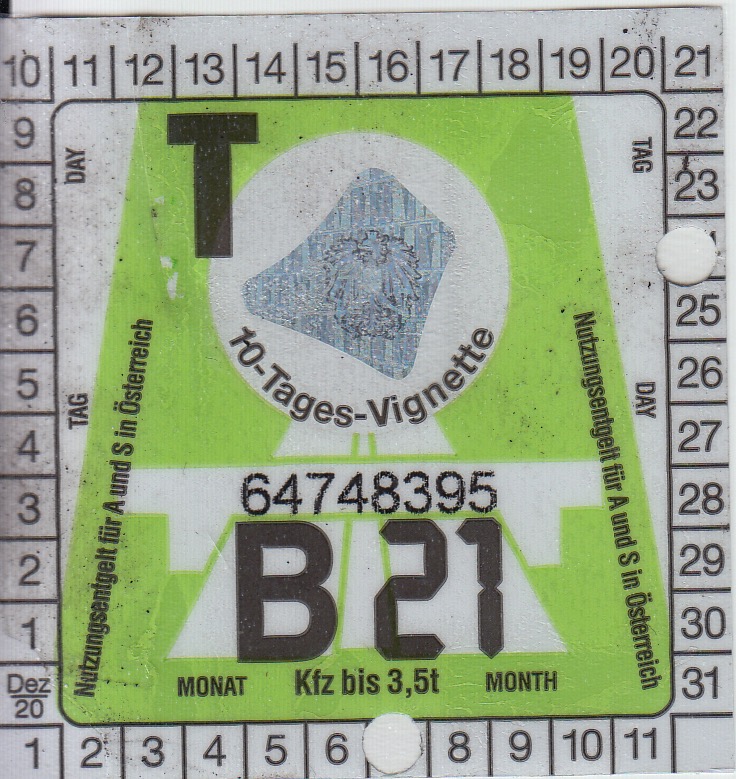 10 11 12 13 14 15 16 17 18 19 20 21
9
8
7
6
5
4
3
2
1
Dez
20
1 2 3 4 5 6 8 9 10 11
22
23
25
26
27
28
29
30
31
DAY
TAG
TAG
DAY
T
10-Tages-Vignette
Nutzungsentgelt für A und S in Österreich
Nutzungsentgelt für A und S in Österreich
64748395
B 21
MONAT Kfz bis 3,5t MONTH